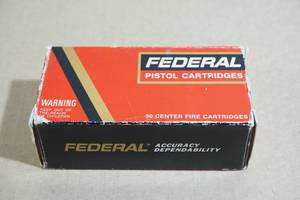 FEDERAL
PISTOL CARTRIDGES
WARNING
KEEP OUT OF
THE REACH
OF CHILDREN
50 CENTER FIRE CARTRIDGES
FEDERAL ACCURACY
DEPENDABILITY